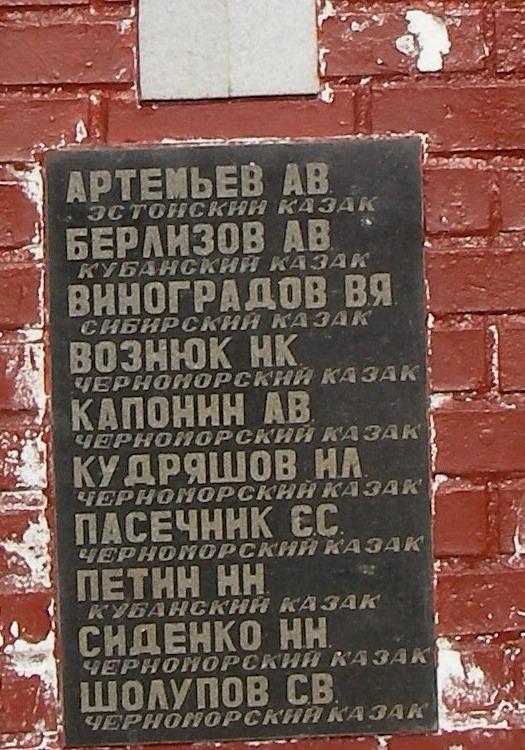 АРТЕМЬЕВ АВ
ЭСТОНСКИЙ КАЗАК
БЕРЛИЗОВ АВ
КУБАНСКИЙ КАЗАК
ВИНОГРАДОВ ВЯ
СИБИРСКИЙ КАЗАК
ВОЗНЮК НК
ЧЕРНОМОРСКИЙ КАЗАК
КАПОНИН АВ
ЧЕРНОМОРСКИЙ КАЗАК
КУДРЯШОВ ИЛ
ЧЕРНОМОРСКИЙ КАЗАК
ПАСЕЧНИК ЄС
ЧЕРНОМОРСКИЙ КАЗАК
ПЕТИН НН
КУБАНСКИЙ КАЗАК
СИДЕНКО НН
ЧЕРНОМОРСКИЙ КАЗАК
ШОЛУПОВ СВ
ЧЕРНОМОРСКИЙ КАЗАК